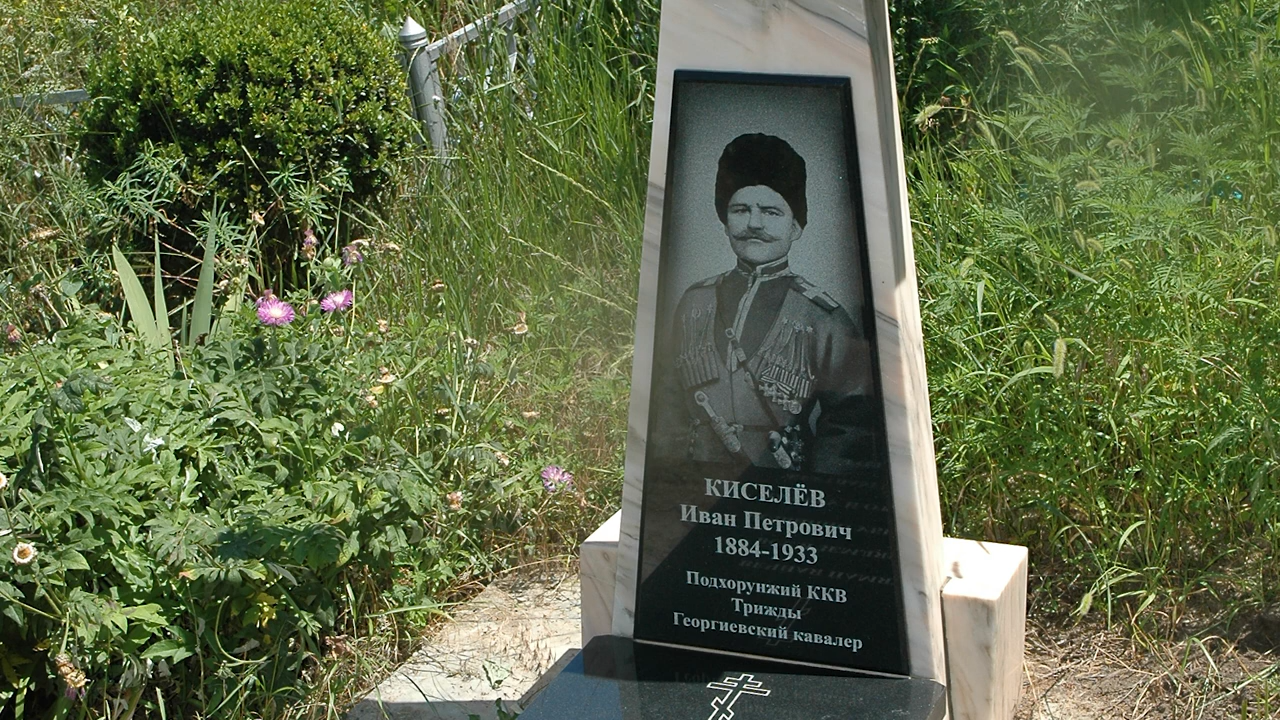 КИСЕЛЁВ
Иван Петрович
1884-1933
Подхорунжий ККВ
Трижды
Георгиевский кавалер